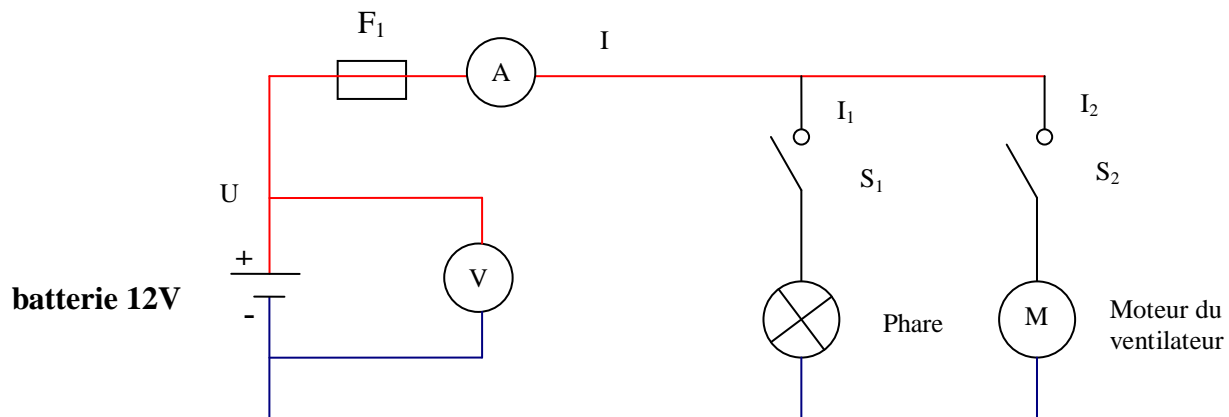 F₁
A
I
I₁
I₂
S₁
S₂
U
+
V
batterie 12V
-
Phare
M
Moteur du
ventilateur